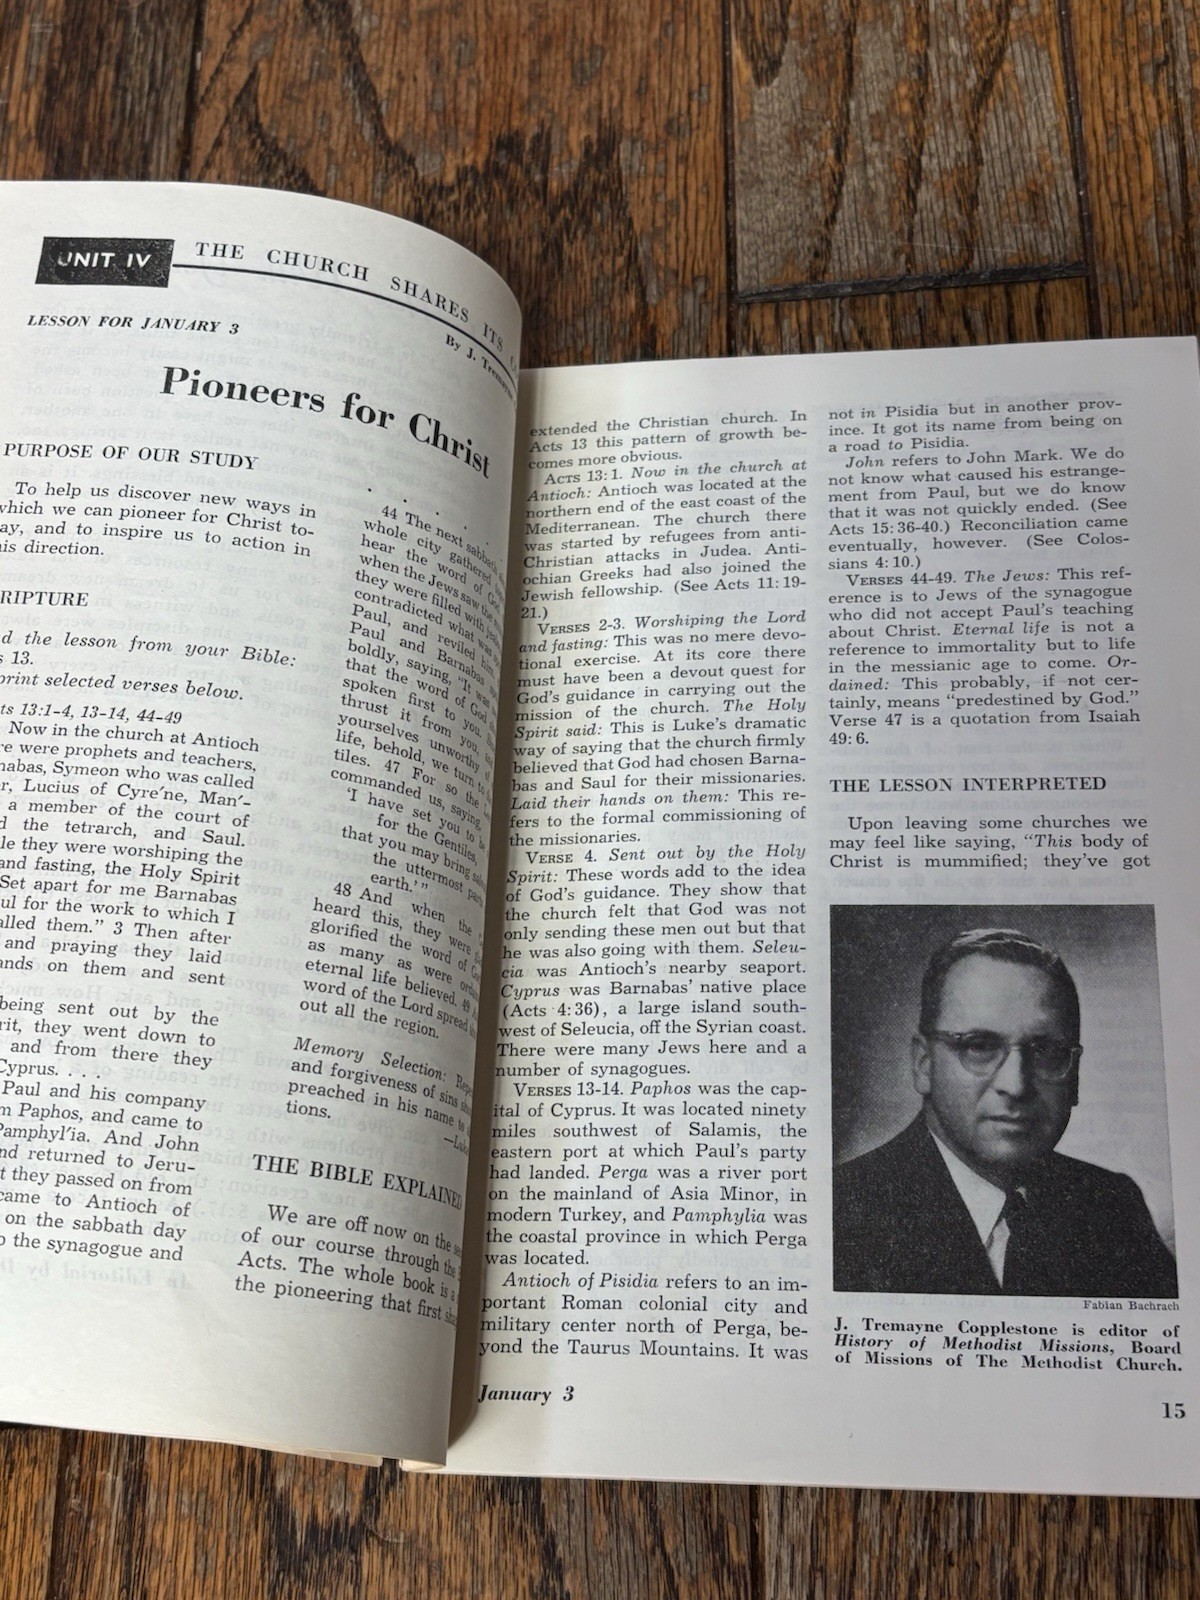 UNIT IV
THE CHURCH SHARES ITS
LESSON FOR JANUARY 3
By J. Tremayne
Pioneers for Christ
PURPOSE OF OUR STUDY
To help us discover new ways in
which we can pioneer for Christ to-
ay, and to inspire us to action in
his direction.
RIPTURE
d the lesson from your Bible:
s 13.
print selected verses below.
ts 13:1-4, 13-14, 44-49
Now in the church at Antioch
re were prophets and teachers,
nabas, Symeon who was called
r, Lucius of Cyre′ne, Man′-
a member of the court of
d the tetrarch, and Saul.
le they were worshiping the
and fasting, the Holy Spirit
Set apart for me Barnabas
ul for the work to which I
alled them.” 3 Then after
and praying they laid
ands on them and sent
being sent out by the
rit, they went down to
and from there they
Cyprus. . . .
Paul and his company
m Paphos, and came to
Pamphyl′ia. And John
nd returned to Jeru-
t they passed on from
came to Antioch of
on the sabbath day
o the synagogue and
. . . .
44 The next sabbath
whole city gathered
hear the word of God
when the Jews saw the
they were filled with
contradicted what was
Paul, and reviled him.
Paul and Barnabas
boldly, saying, “It was
that the word of God
spoken first to you.
thrust it from you,
yourselves unworthy of
life, behold, we turn to
tiles. 47 For so the
commanded us, saying,
‘I have set you to be
for the Gentiles,
that you may bring
the uttermost
earth.’ ”
48 And when the
heard this, they were
glorified the word of
as many as were
eternal life believed. 49
word of the Lord spread
out all the region.
Memory Selection:
and forgiveness of sins
preached in his name to
tions.
THE BIBLE EXPLAINED
We are off now on the
of our course through the
Acts. The whole book is a
the pioneering that first
extended the Christian church. In
Acts 13 this pattern of growth be-
comes more obvious.
ACTS 13:1. Now in the church at
Antioch: Antioch was located at the
northern end of the east coast of the
Mediterranean. The church there
was started by refugees from anti-
Christian attacks in Judea. Anti-
ochian Greeks had also joined the
Jewish fellowship. (See Acts 11:19-
21.)
VERSES 2-3. Worshiping the Lord
and fasting: This was no mere devo-
tional exercise. At its core there
must have been a devout quest for
God’s guidance in carrying out the
mission of the church. The Holy
Spirit said: This is Luke’s dramatic
way of saying that the church firmly
believed that God had chosen Barna-
bas and Saul for their missionaries.
Laid their hands on them: This re-
fers to the formal commissioning of
the missionaries.
VERSE 4. Sent out by the Holy
Spirit: These words add to the idea
of God’s guidance. They show that
the church felt that God was not
only sending these men out but that
he was also going with them. Seleu-
cia was Antioch’s nearby seaport.
Cyprus was Barnabas’ native place
(Acts 4:36), a large island south-
west of Seleucia, off the Syrian coast.
There were many Jews here and a
number of synagogues.
VERSES 13-14. Paphos was the cap-
ital of Cyprus. It was located ninety
miles southwest of Salamis, the
eastern port at which Paul’s party
had landed. Perga was a river port
on the mainland of Asia Minor, in
modern Turkey, and Pamphylia was
the coastal province in which Perga
was located.
Antioch of Pisidia refers to an im-
portant Roman colonial city and
military center north of Perga, be-
yond the Taurus Mountains. It was
not in Pisidia but in another prov-
ince. It got its name from being on
a road to Pisidia.
John refers to John Mark. We do
not know what caused his estrange-
ment from Paul, but we do know
that it was not quickly ended. (See
Acts 15:36-40.) Reconciliation came
eventually, however. (See Colos-
sians 4:10.)
VERSES 44-49. The Jews: This ref-
erence is to Jews of the synagogue
who did not accept Paul’s teaching
about Christ. Eternal life is not a
reference to immortality but to life
in the messianic age to come. Or-
dained: This probably, if not cer-
tainly, means “predestined by God.”
Verse 47 is a quotation from Isaiah
49:6.
THE LESSON INTERPRETED
Upon leaving some churches we
may feel like saying, “This body of
Christ is mummified; they’ve got
Fabian Bachrach
J. Tremayne Copplestone is editor of
History of Methodist Missions, Board
of Missions of The Methodist Church.
January 3
15